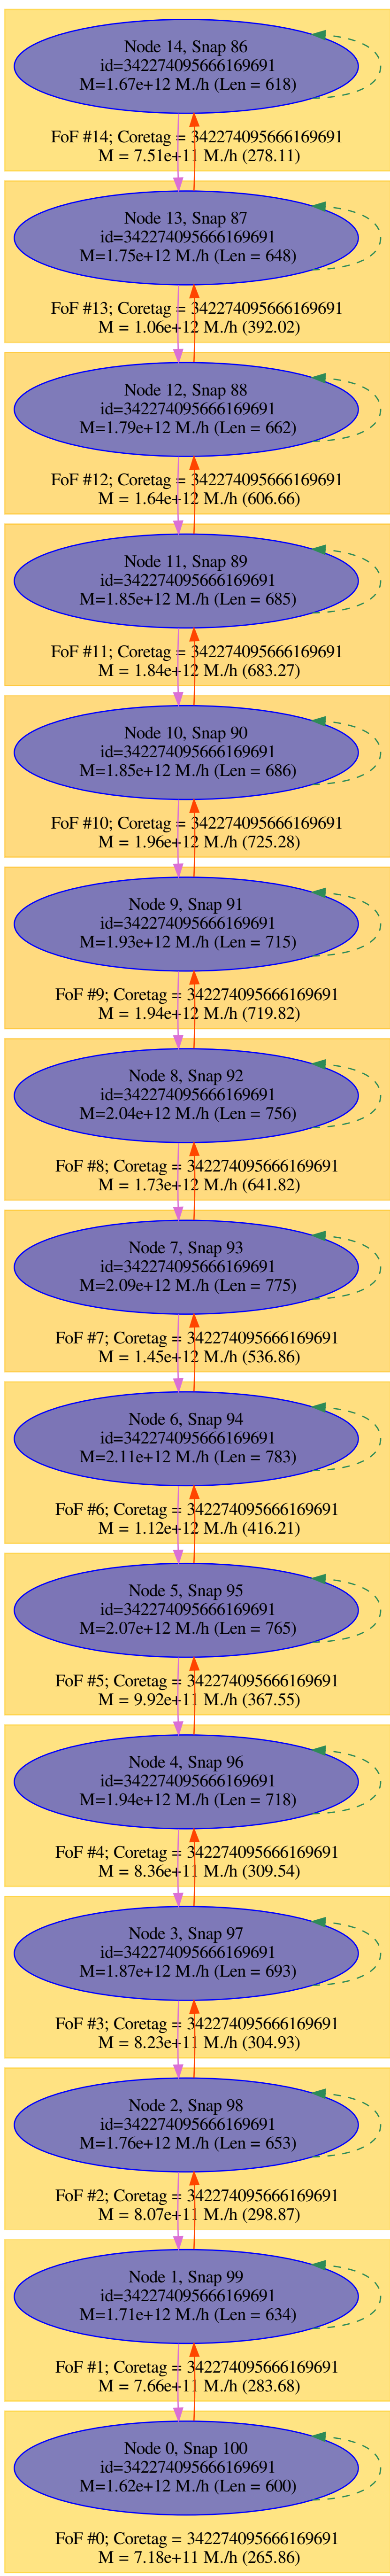 Node 14, Snap 86
id=342274095666169691
M=1.67e+12 M./h (Len = 618)
FoF #14; Coretag = 342274095666169691
M = 7.51e+11 M./h (278.11)
Node 13, Snap 87
id=342274095666169691
M=1.75e+12 M./h (Len = 648)
FoF #13; Coretag = 342274095666169691
M = 1.06e+12 M./h (392.02)
Node 12, Snap 88
id=342274095666169691
M=1.79e+12 M./h (Len = 662)
FoF #12; Coretag = 342274095666169691
M = 1.64e+12 M./h (606.66)
Node 11, Snap 89
id=342274095666169691
M=1.85e+12 M./h (Len = 685)
FoF #11; Coretag = 342274095666169691
M = 1.84e+12 M./h (683.27)
Node 10, Snap 90
id=342274095666169691
M=1.85e+12 M./h (Len = 686)
FoF #10; Coretag = 342274095666169691
M = 1.96e+12 M./h (725.28)
Node 9, Snap 91
id=342274095666169691
M=1.93e+12 M./h (Len = 715)
FoF #9; Coretag = 342274095666169691
M = 1.94e+12 M./h (719.82)
Node 8, Snap 92
id=342274095666169691
M=2.04e+12 M./h (Len = 756)
FoF #8; Coretag = 342274095666169691
M = 1.73e+12 M./h (641.82)
Node 7, Snap 93
id=342274095666169691
M=2.09e+12 M./h (Len = 775)
FoF #7; Coretag = 342274095666169691
M = 1.45e+12 M./h (536.86)
Node 6, Snap 94
id=342274095666169691
M=2.11e+12 M./h (Len = 783)
FoF #6; Coretag = 342274095666169691
M = 1.12e+12 M./h (416.21)
Node 5, Snap 95
id=342274095666169691
M=2.07e+12 M./h (Len = 765)
FoF #5; Coretag = 342274095666169691
M = 9.92e+11 M./h (367.55)
Node 4, Snap 96
id=342274095666169691
M=1.94e+12 M./h (Len = 718)
FoF #4; Coretag = 342274095666169691
M = 8.36e+11 M./h (309.54)
Node 3, Snap 97
id=342274095666169691
M=1.87e+12 M./h (Len = 693)
FoF #3; Coretag = 342274095666169691
M = 8.23e+11 M./h (304.93)
Node 2, Snap 98
id=342274095666169691
M=1.76e+12 M./h (Len = 653)
FoF #2; Coretag = 342274095666169691
M = 8.07e+11 M./h (298.87)
Node 1, Snap 99
id=342274095666169691
M=1.71e+12 M./h (Len = 634)
FoF #1; Coretag = 342274095666169691
M = 7.66e+11 M./h (283.68)
Node 0, Snap 100
id=342274095666169691
M=1.62e+12 M./h (Len = 600)
FoF #0; Coretag = 342274095666169691
M = 7.18e+11 M./h (265.86)